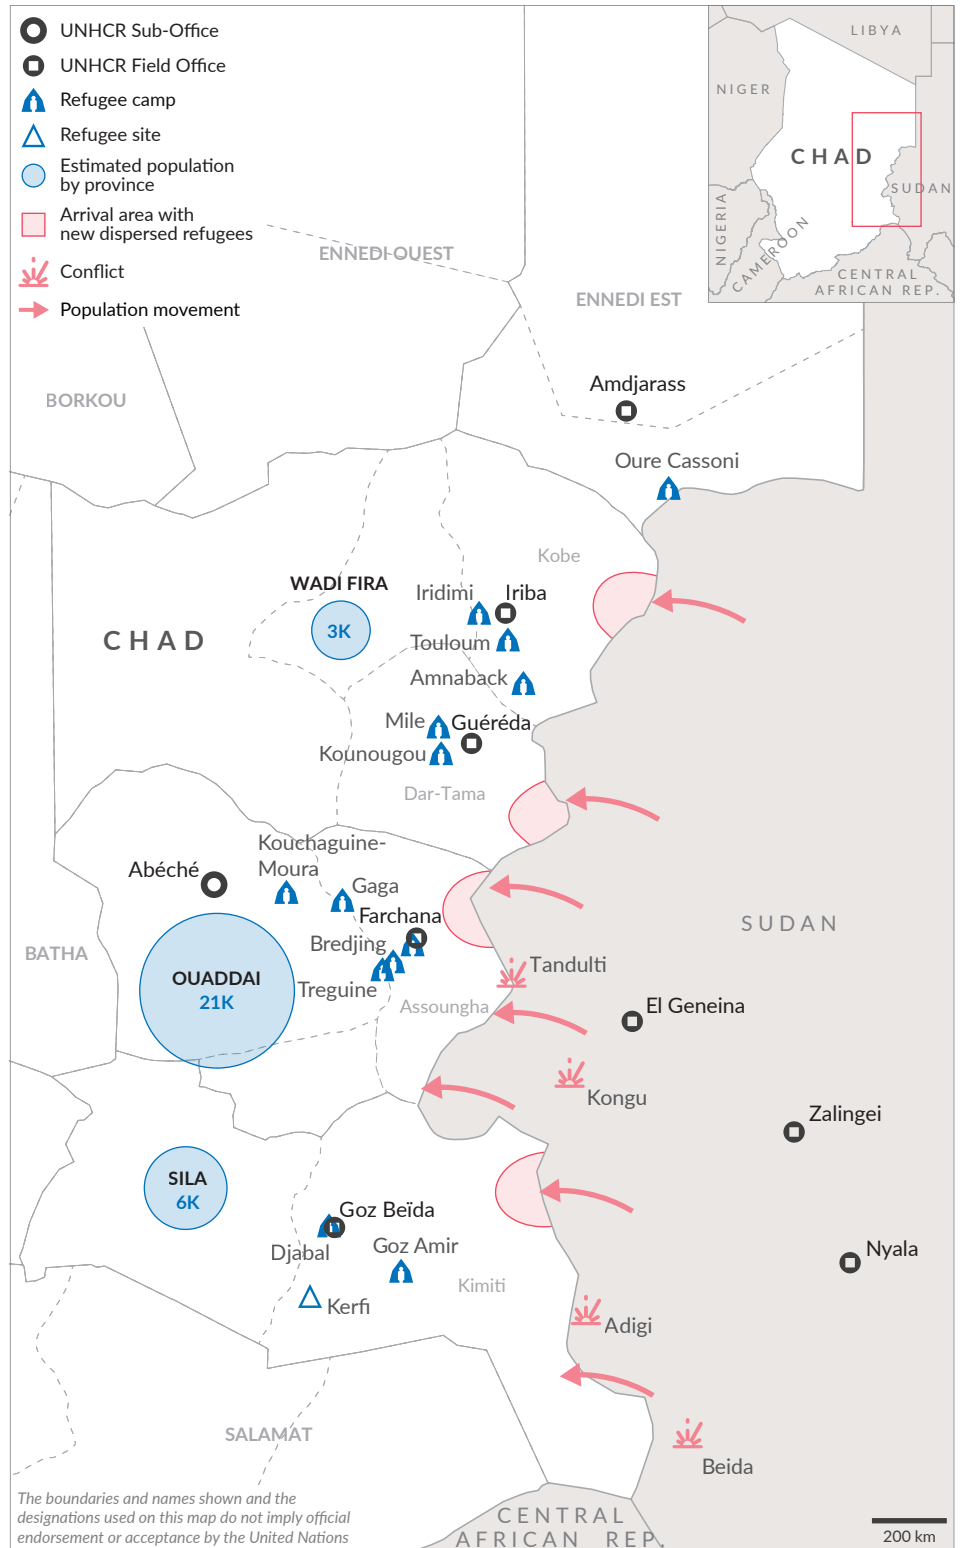 UNHCR Sub-Office
UNHCR Field Office
Refugee camp
Refugee site
Estimated population
by province
Arrival area with
new dispersed refugees
Conflict
Population movement
LIBYA
NIGER
CHAD
SUDAN
NIGERIA
CAMEROON
CENTRAL
AFRICAN REP.
ENNEDI OUEST
ENNEDI EST
BORKOU
Amdjarass
Oure Cassoni
Kobe
WADI FIRA
3K
Iridimi
Iriba
CHAD
Touloum
Amnaback
Mile
Guéréda
Kounougou
Dar-Tama
Kouchaguine-
Moura
Abéché
Gaga
Farchana
Bredjing
BATHA
OUADDAI
21K
Treguine
Assoungha
SUDAN
Tandulti
El Geneina
Kongu
Zalingei
SILA
6K
Goz Beïda
Djabal
Goz Amir
Nyala
Kimiti
Kerfi
Adigi
SALAMAT
Beida
The boundaries and names shown and the
designations used on this map do not imply official
endorsement or acceptance by the United Nations
CENTRAL
AFRICAN REP.
200 km